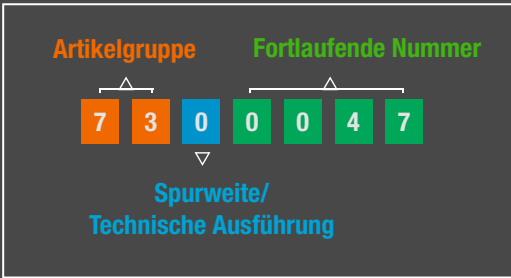 Artikelgruppe Fortlaufende Nummer
7 3 0 0 0 4 7
Spurweite/
Technische Ausführung